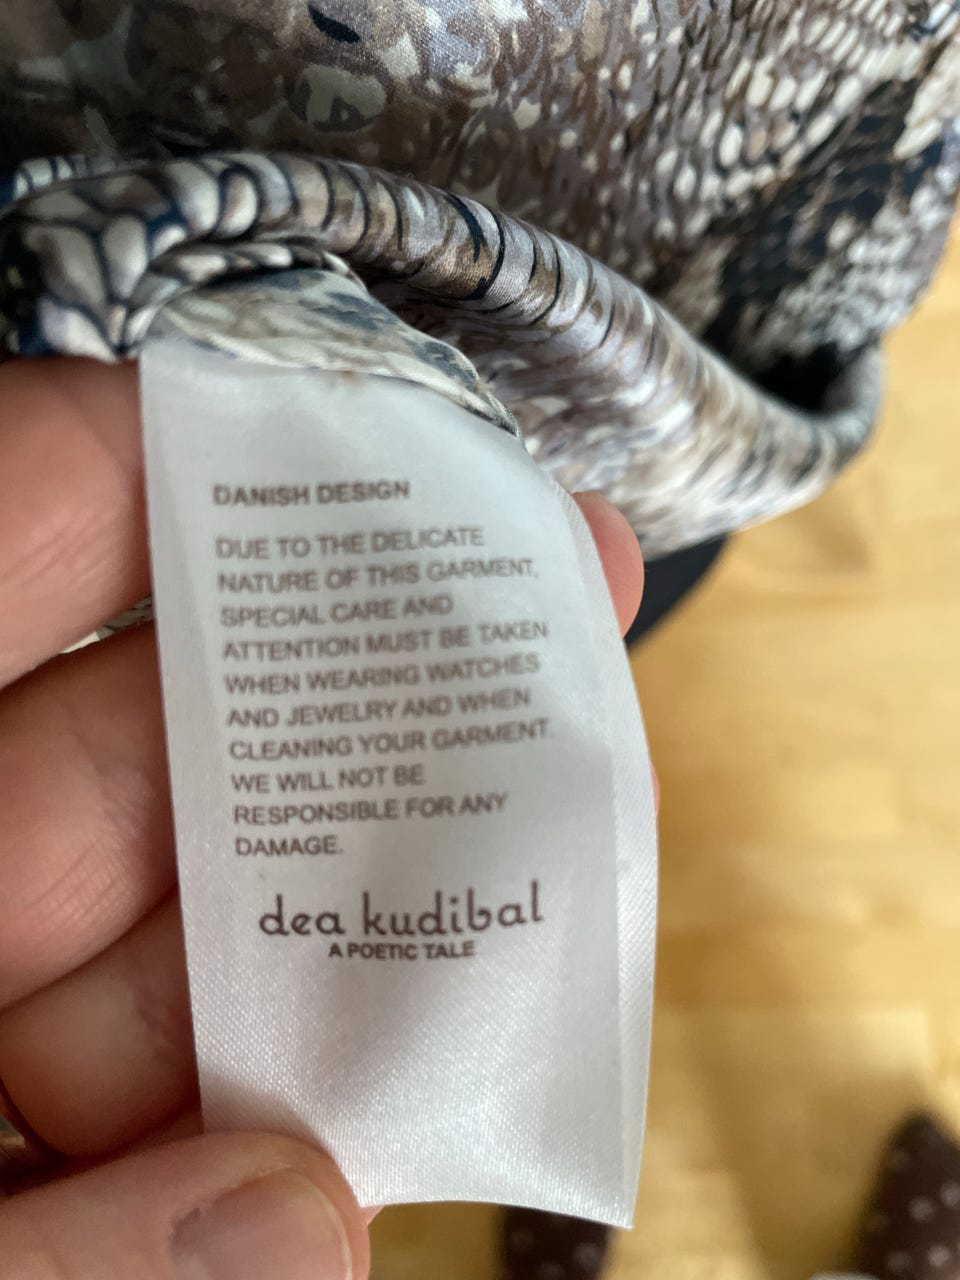 DANISH DESIGN
DUE TO THE DELICATE
NATURE OF THIS GARMENT,
SPECIAL CARE AND
ATTENTION MUST BE TAKEN
WHEN WEARING WATCHES
AND JEWELRY AND WHEN
CLEANING YOUR GARMENT.
WE WILL NOT BE
RESPONSIBLE FOR ANY
DAMAGE.
dea kudibal
A POETIC TALE